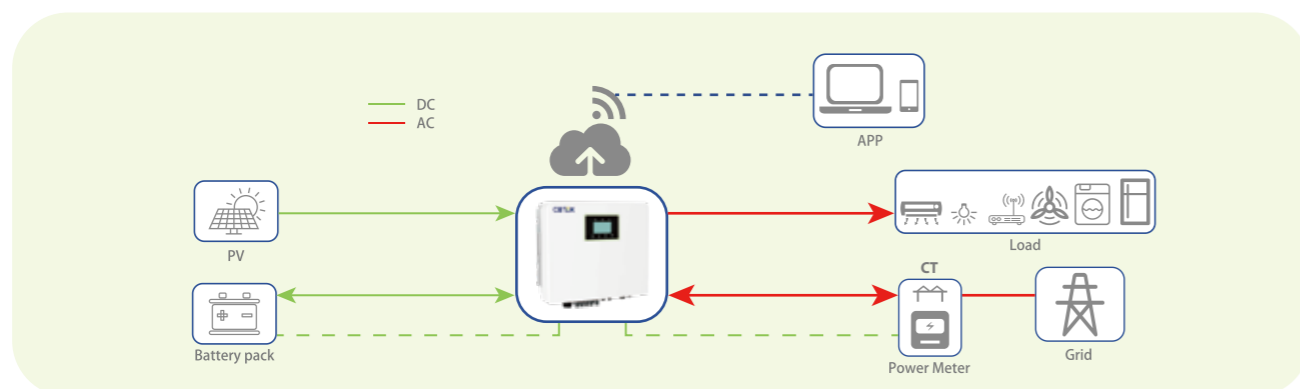 DC
AC
APP
PV
Load
CT
Battery pack
Power Meter
Grid